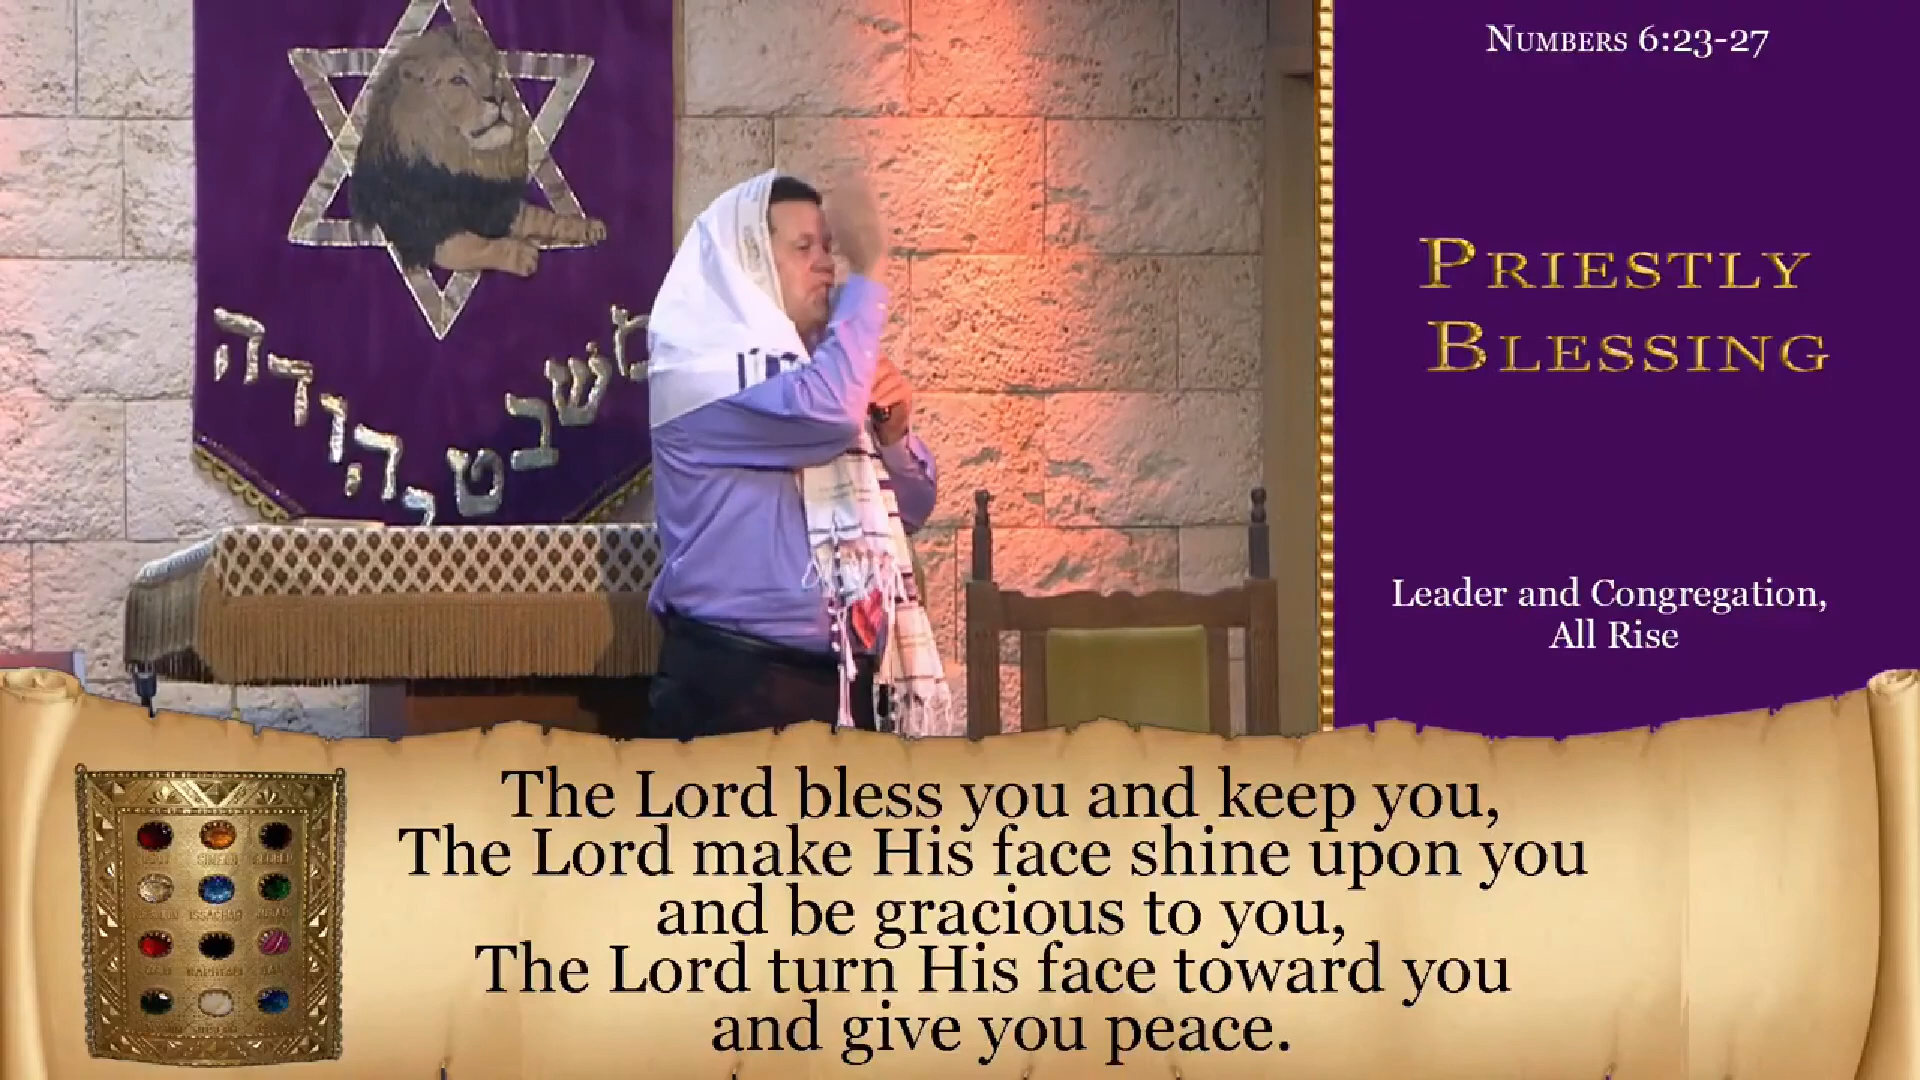 Numbers 6:23-27
Priestly
Blessing
Leader and Congregation,
All Rise
משבט יהודה
The Lord bless you and keep you,
The Lord make His face shine upon you
and be gracious to you,
The Lord turn His face toward you
and give you peace.